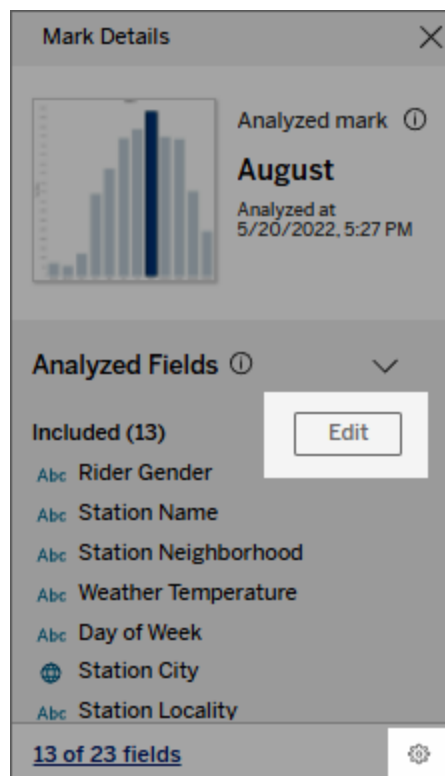 Mark Details
Analyzed mark
August
Analyzed at
5/20/2022, 5:27 PM
Analyzed Fields
Included (13)
Edit
Abc Rider Gender
Abc Station Name
Abc Station Neighborhood
Abc Weather Temperature
Abc Day of Week
Station City
Abc Station Locality
13 of 23 fields